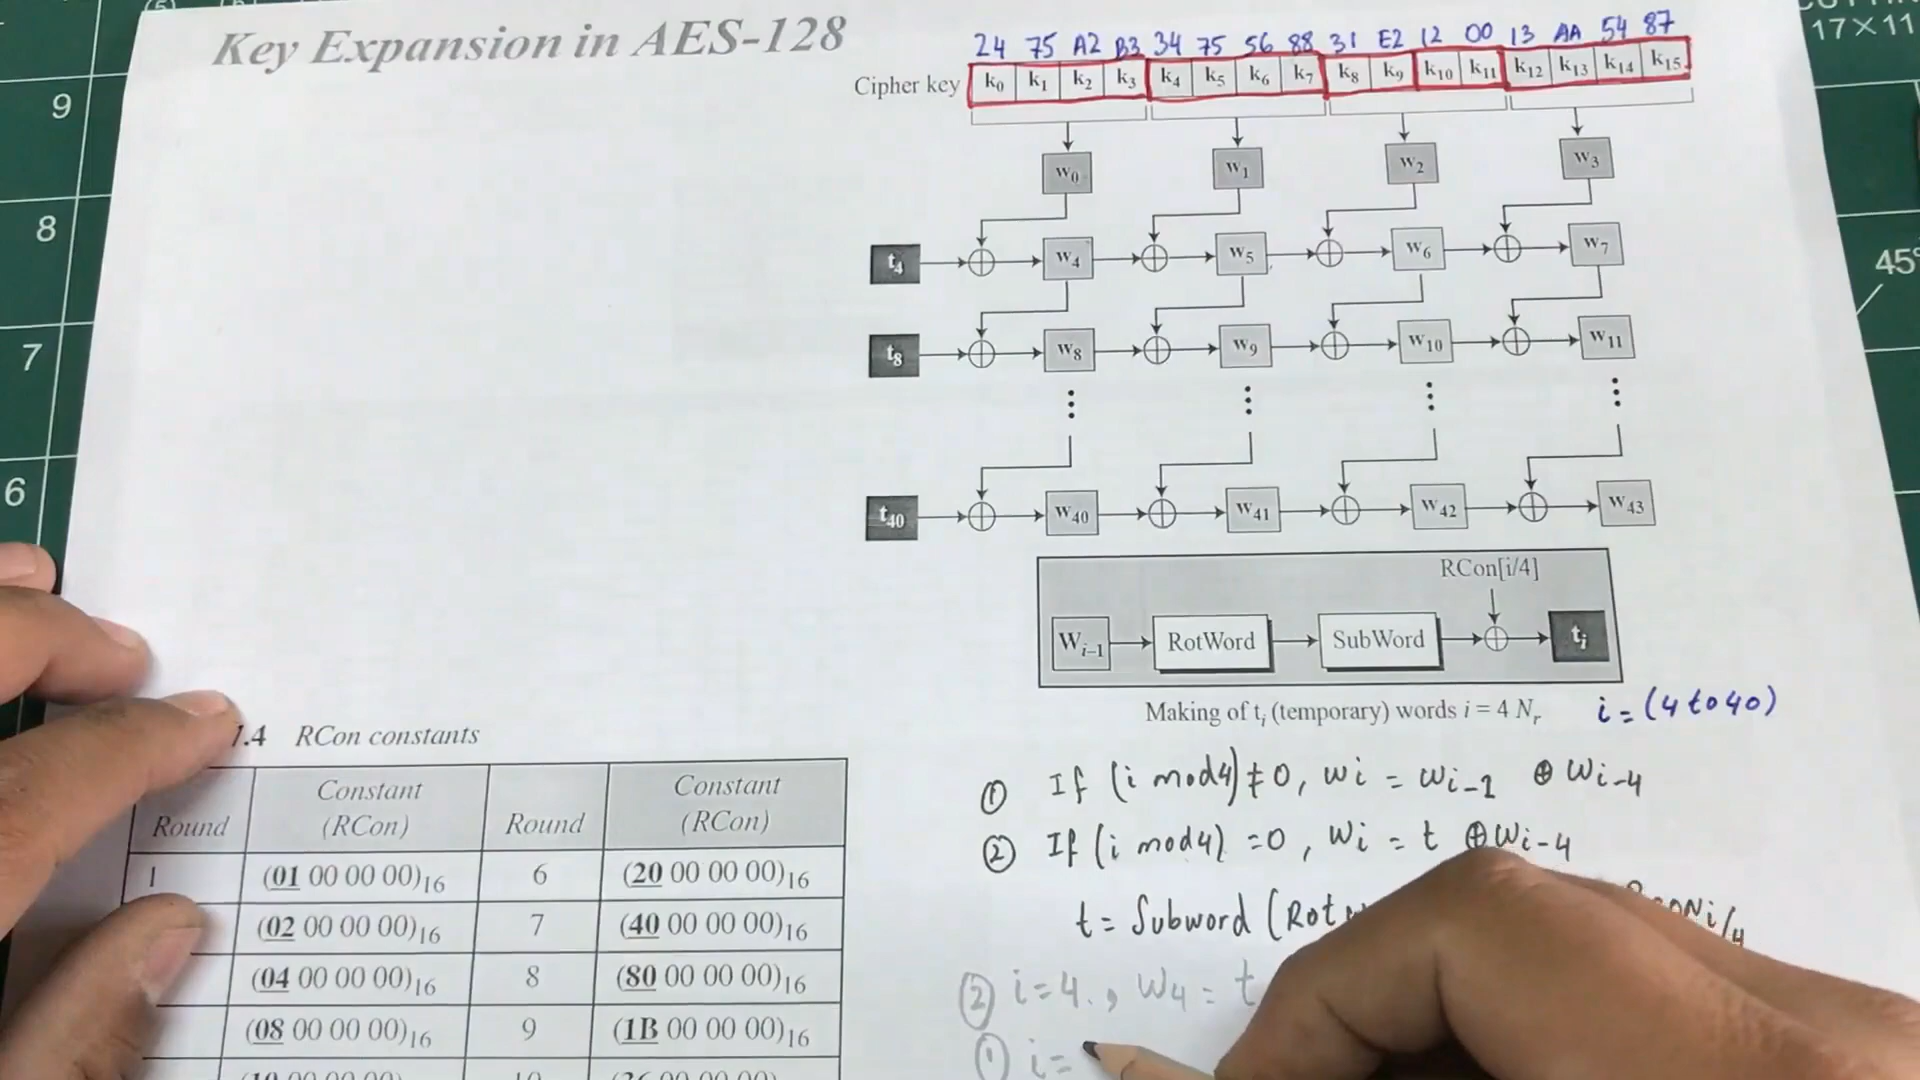 Key Expansion in AES-128
24 75 A2 B3 34 75 56 88 31 E2 12 00 13 AA 54 87
Cipher key k0 k1 k2 k3 k4 k5 k6 k7 k8 k9 k10 k11 k12 k13 k14 k15
w0 w1 w2 w3
t4 w4 w5 w6 w7
t8 w8 w9 w10 w11
t40 w40 w41 w42 w43
RCon[i/4]
Wi–1 RotWord SubWord ti
Making of ti (temporary) words i = 4 Nr
i = (4 to 40)
① If (i mod4) ≠ 0, wi = wi-1 ⊕ wi-4
② If (i mod4) = 0, wi = t ⊕ wi-4
t = Subword (Rot
i/4
② i=4., w4 = t
① i=
7.4 RCon constants
Round Constant (RCon) Round Constant (RCon)
1 (01 00 00 00)16 6 (20 00 00 00)16
(02 00 00 00)16 7 (40 00 00 00)16
(04 00 00 00)16 8 (80 00 00 00)16
(08 00 00 00)16 9 (1B 00 00 00)16
9
8
7
6
17×11
45°